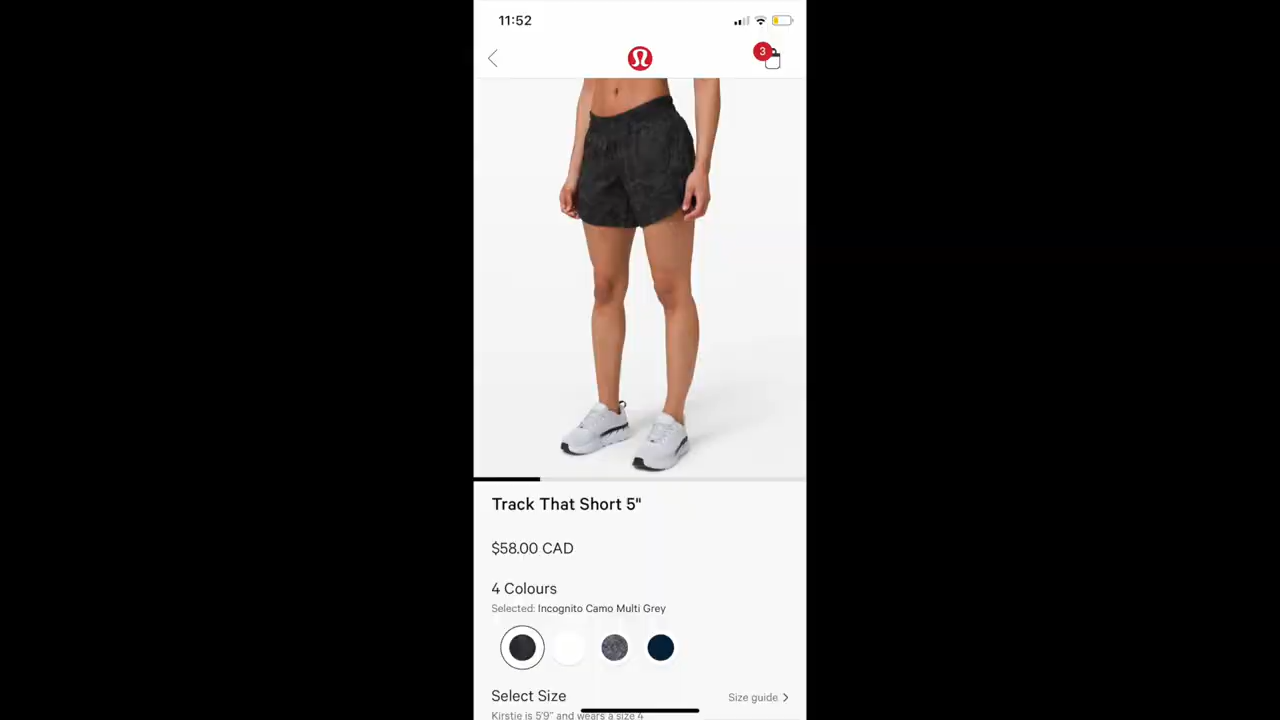 11:52
3
Track That Short 5"
$58.00 CAD
4 Colours
Selected: Incognito Camo Multi Grey
Select Size
Size guide
Kirstie is 5'9" and wears a size 4